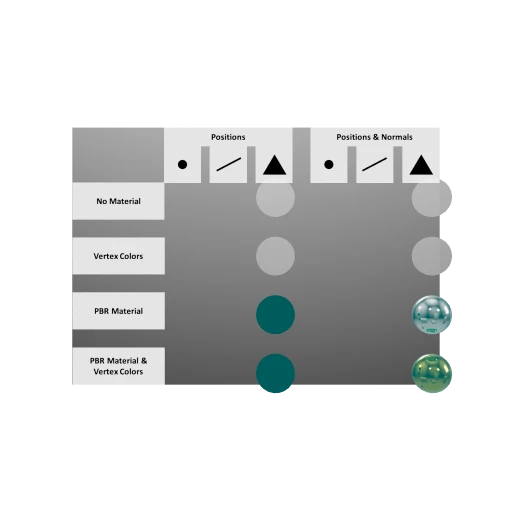 Positions
Positions & Normals
No Material
Vertex Colors
PBR Material
PBR Material &
Vertex Colors